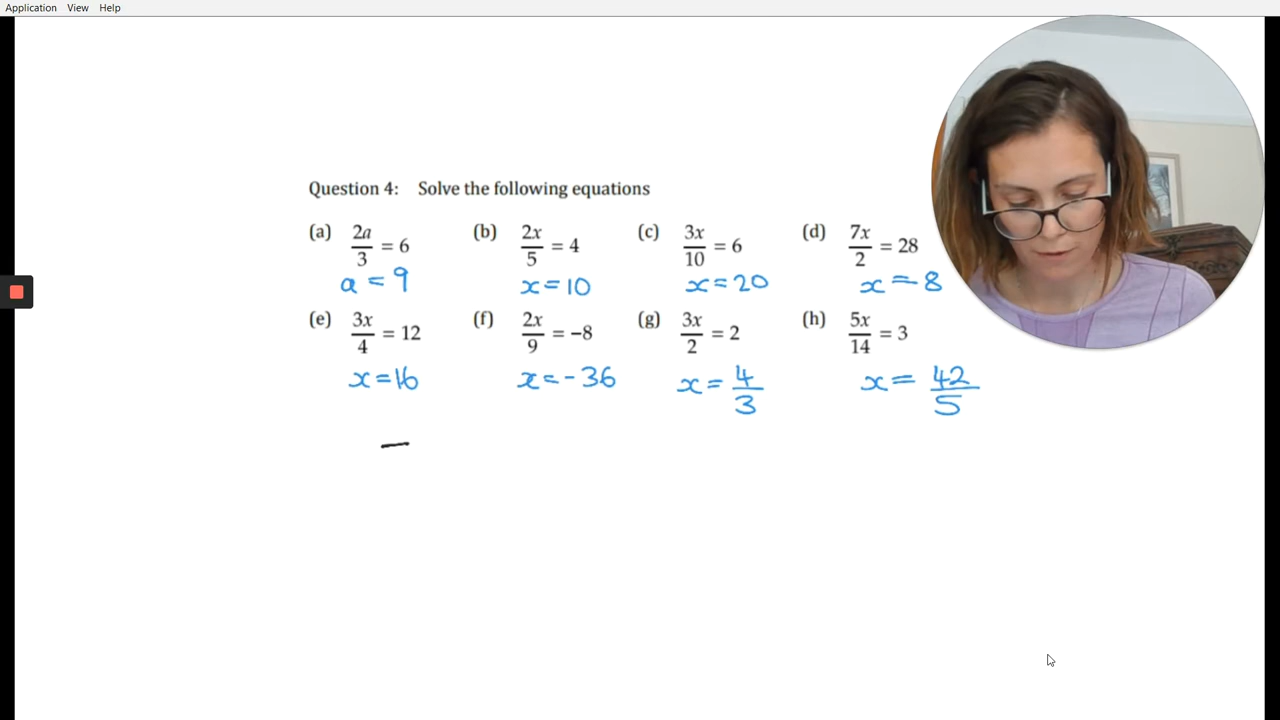 Application View Help
Question 4: Solve the following equations
(a) 2a/3 = 6 (b) 2x/5 = 4 (c) 3x/10 = 6 (d) 7x/2 = 28
a = 9 x = 10 x = 20 x = 8
(e) 3x/4 = 12 (f) 2x/9 = −8 (g) 3x/2 = 2 (h) 5x/14 = 3
x = 16 x = -36 x = 4/3 x = 42/5